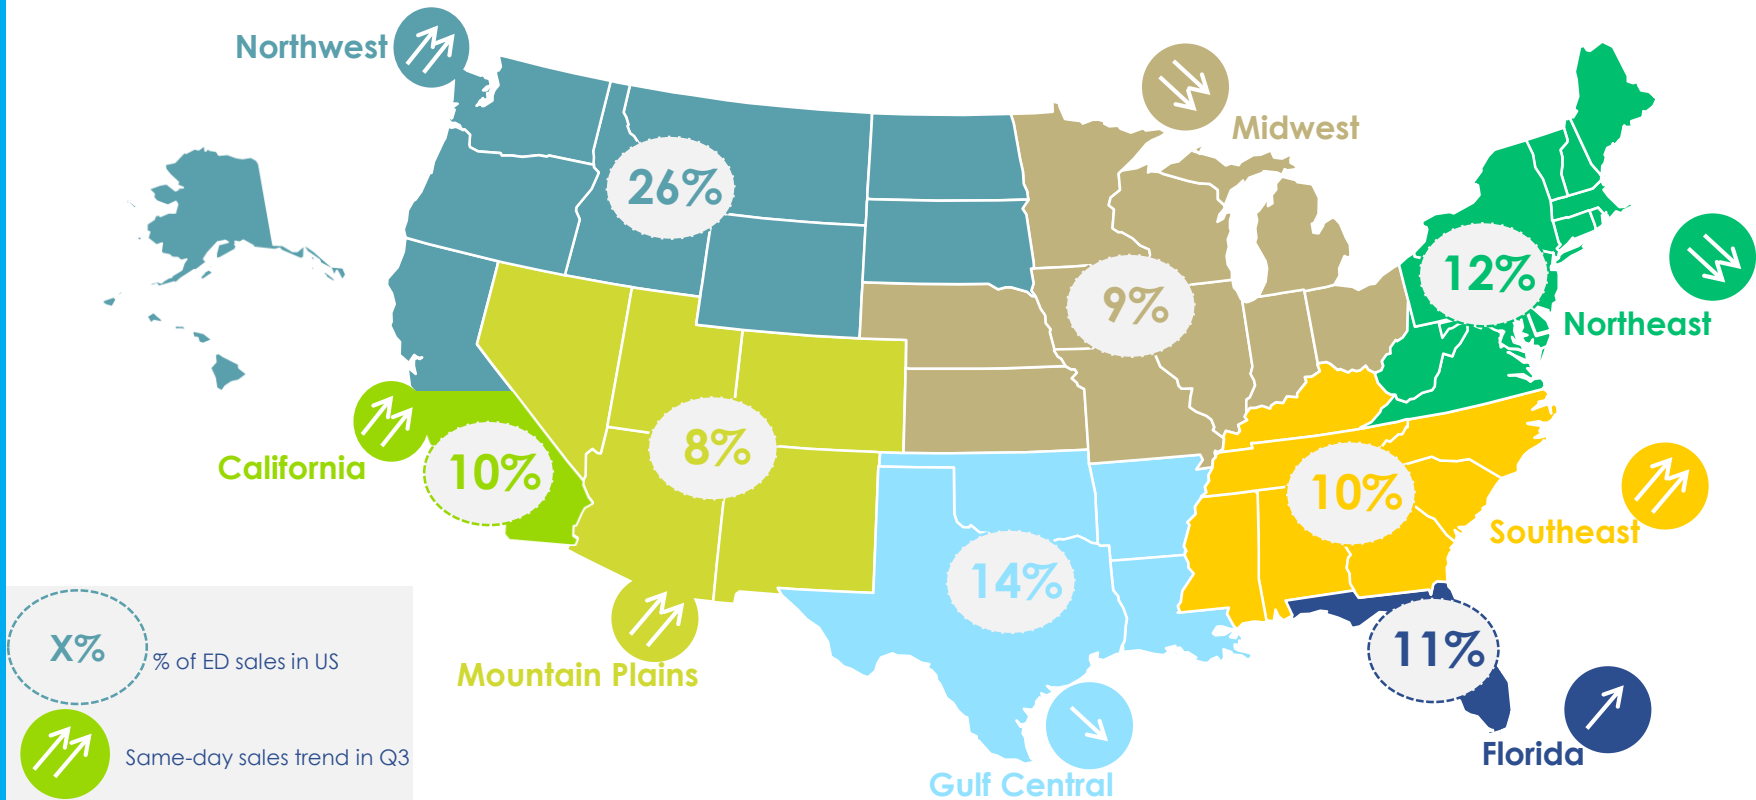 Northwest
Midwest
26%
12%
9%
Northeast
8%
California
10%
10%
Southeast
14%
X%
% of ED sales in US
11%
Mountain Plains
Same-day sales trend in Q3
Florida
Gulf Central